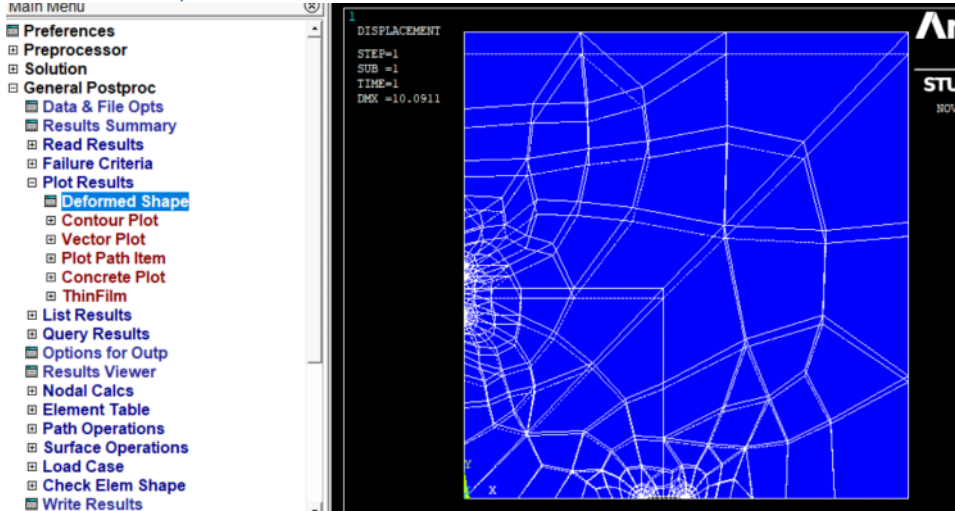 Main Menu
Preferences
Preprocessor
Solution
General Postproc
Data & File Opts
Results Summary
Read Results
Failure Criteria
Plot Results
Deformed Shape
Contour Plot
Vector Plot
Plot Path Item
Concrete Plot
ThinFilm
List Results
Query Results
Options for Outp
Results Viewer
Nodal Calcs
Element Table
Path Operations
Surface Operations
Load Case
Check Elem Shape
Write Results
1
DISPLACEMENT
STEP=1
SUB =1
TIME=1
DMX =10.0911
Y
X
An
STU
NOV